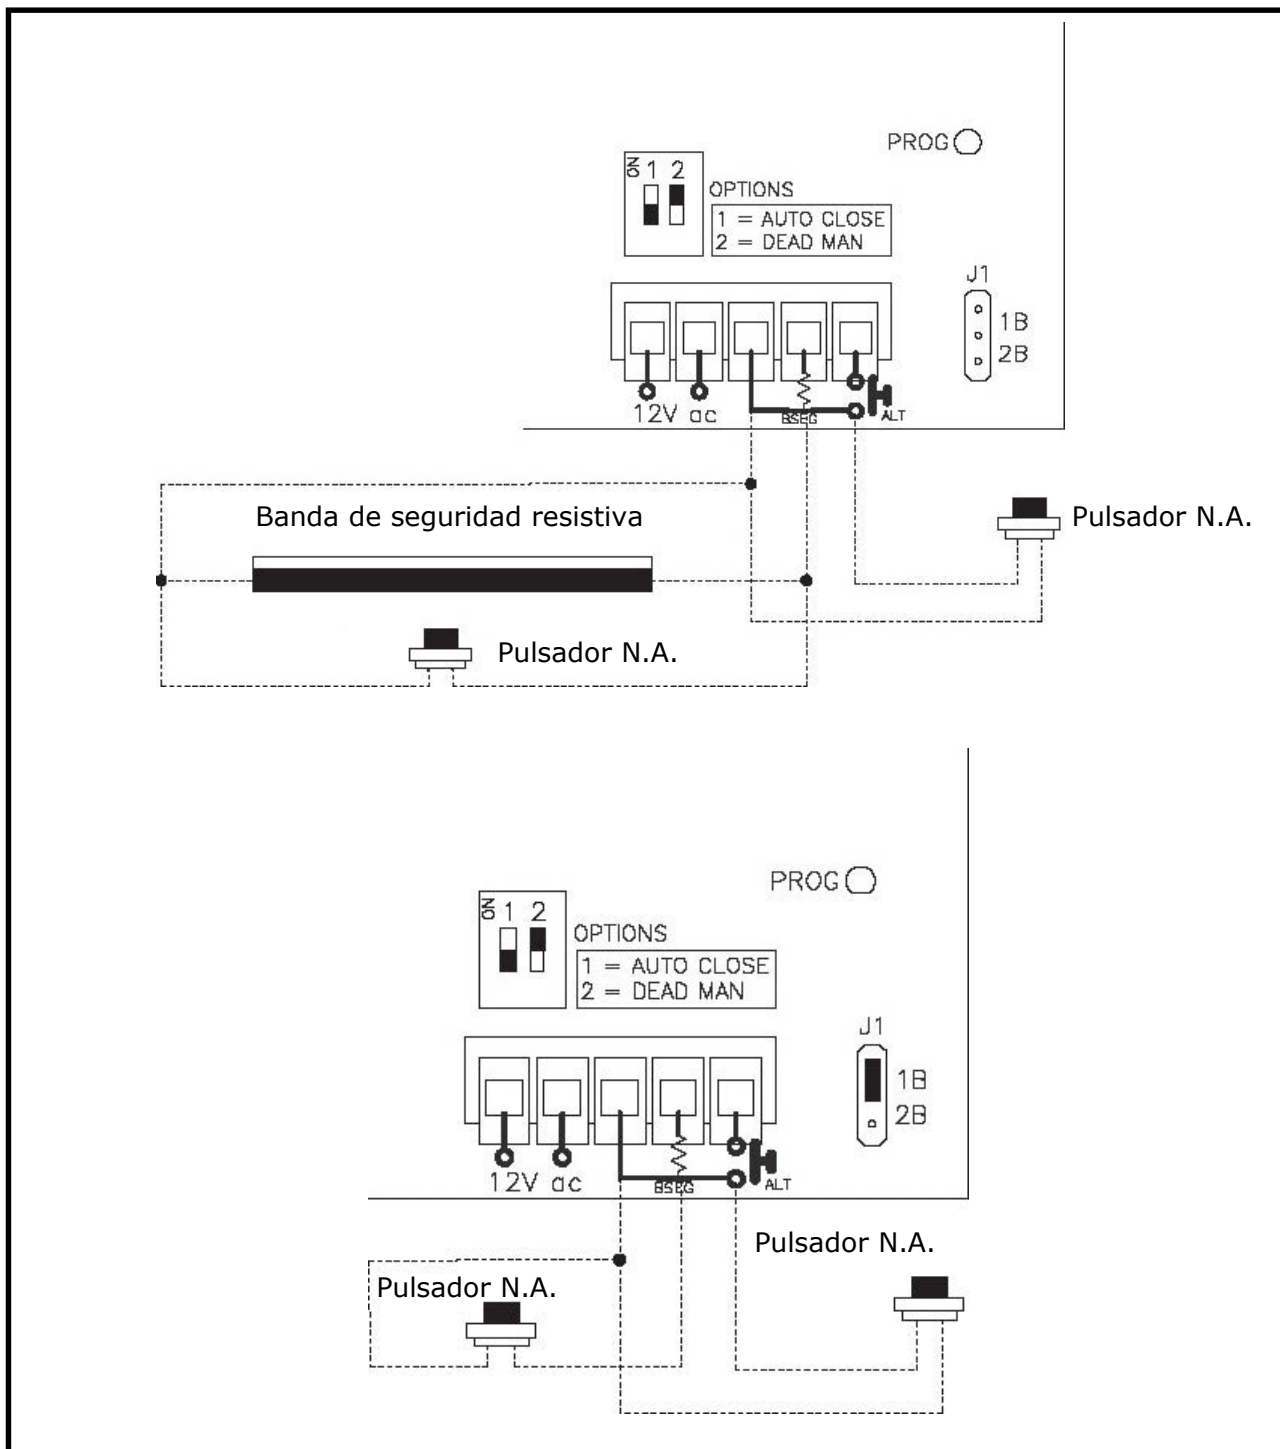 PROG
ON 1 2
OPTIONS
1 = AUTO CLOSE
2 = DEAD MAN
J1
1B
2B
12V ac
BSEG
ALT
Banda de seguridad resistiva
Pulsador N.A.
Pulsador N.A.
PROG
ON 1 2
OPTIONS
1 = AUTO CLOSE
2 = DEAD MAN
J1
1B
2B
12V ac
BSEG
ALT
Pulsador N.A.
Pulsador N.A.